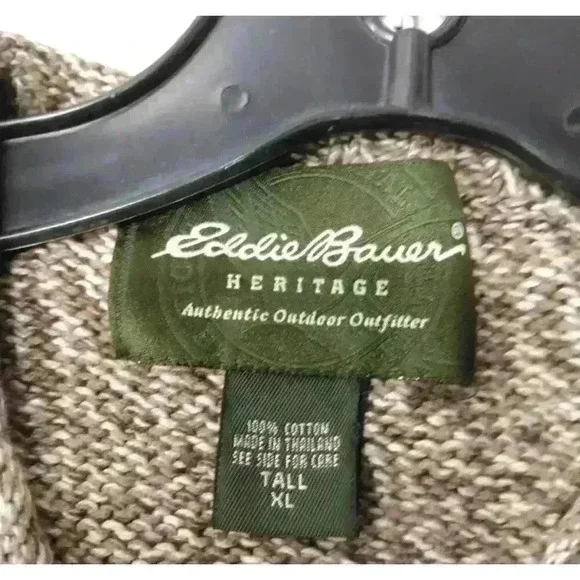 Eddie Bauer®
HERITAGE
Authentic Outdoor Outfitter
100% COTTON
MADE IN THAILAND
SEE SIDE FOR CARE
TALL
XL